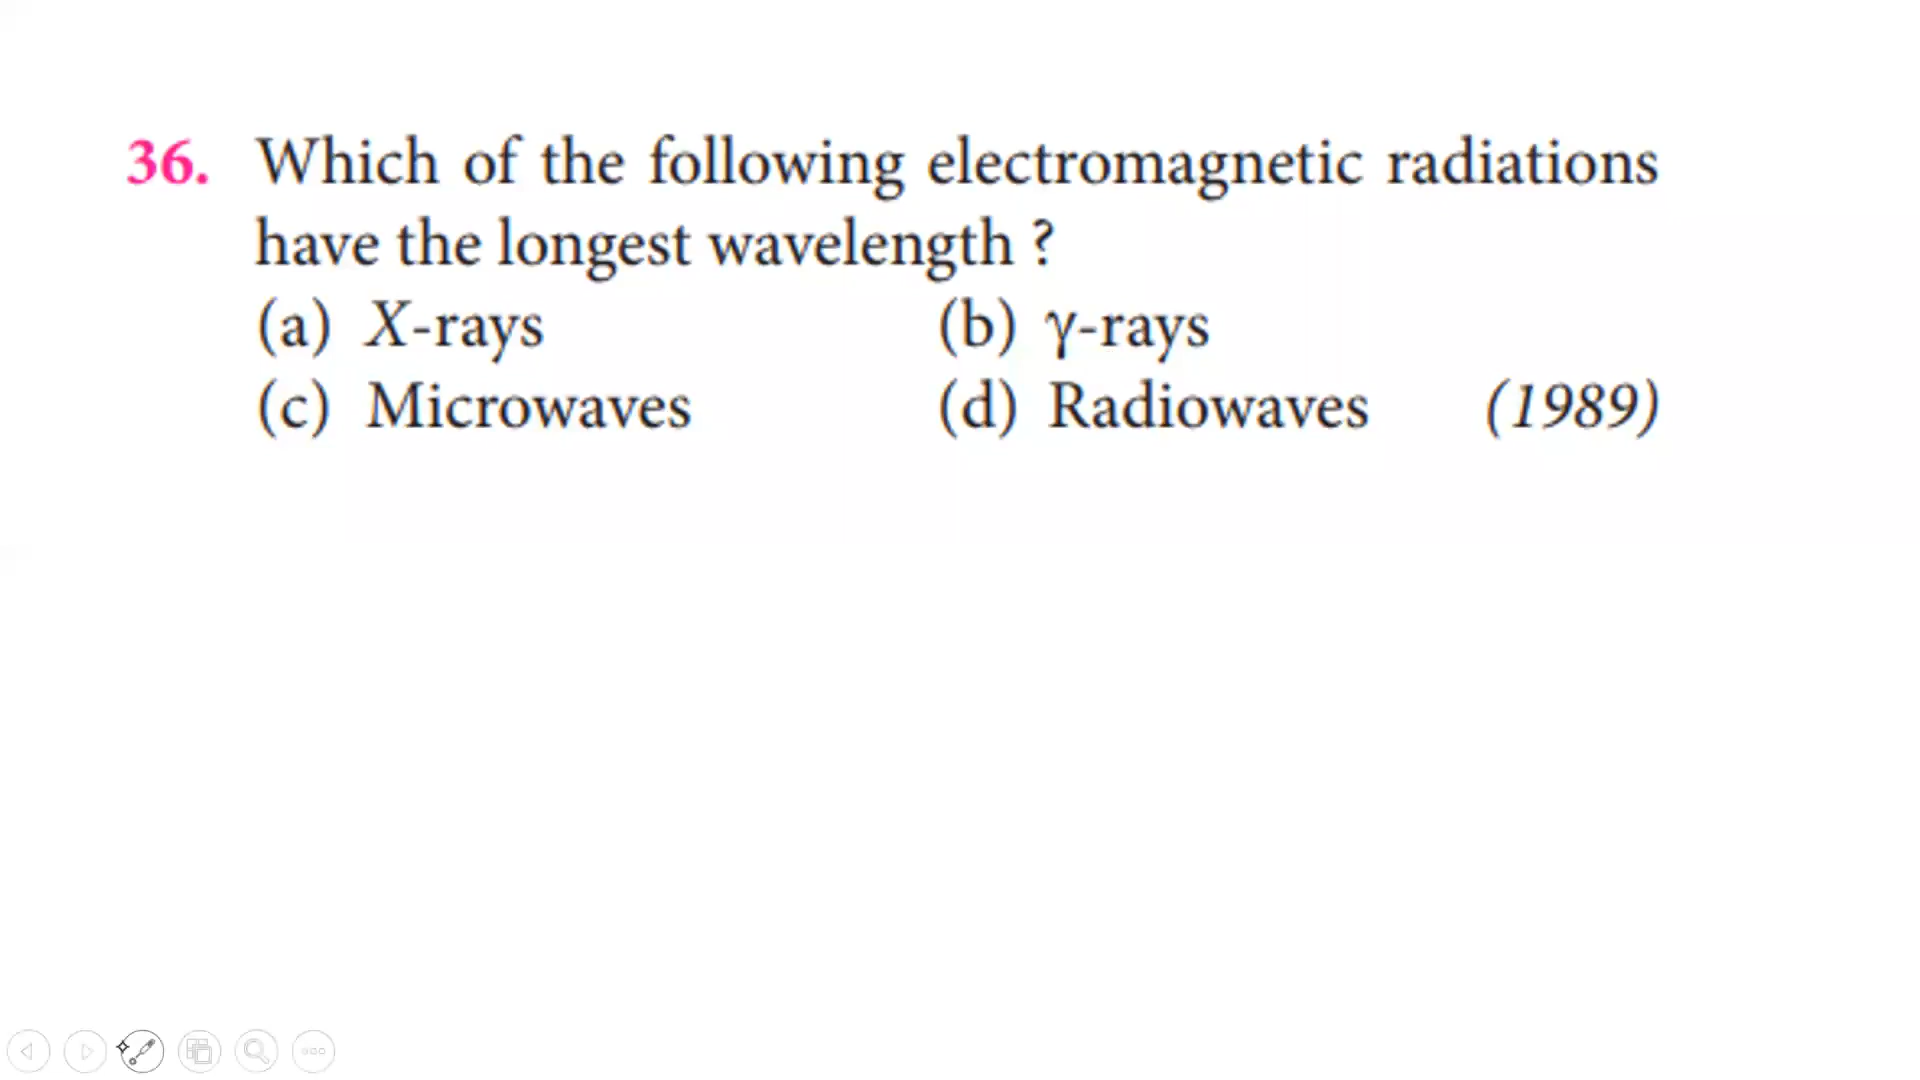 36. Which of the following electromagnetic radiations
have the longest wavelength ?
(a) X-rays (b) γ-rays
(c) Microwaves (d) Radiowaves (1989)